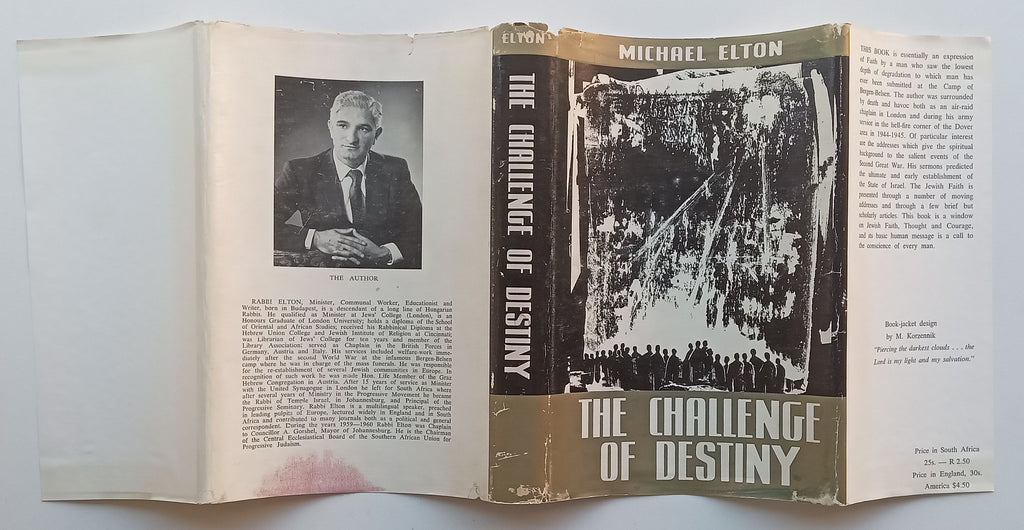 THE AUTHOR
RABBI ELTON, Minister, Communal Worker, Educationist and
Writer, born in Budapest, is a descendant of a long line of Hungarian
Rabbis. He qualified as Minister at Jews' College (London), is an
Honours Graduate of London University; holds a diploma of the School
of Oriental and African Studies; received his Rabbinical Diploma at the
Hebrew Union College and Jewish Institute of Religion at Cincinnati;
was Librarian of Jews' College for ten years and member of the
Library Association; served as Chaplain in the British Forces in
Germany, Austria and Italy. His services included welfare-work imme-
diately after the second World War at the infamous Bergen-Belsen
camp where he was in charge of the mass funerals. He was responsible
for the re-establishment of several Jewish communities in Europe. In
recognition of such work he was made Hon. Life Member of the Graz
Hebrew Congregation in Austria. After 15 years of service as Minister
with the United Synagogue in London he left for South Africa where
after several years of Ministry in the Progressive Movement he became
the Rabbi of Temple Israel, in Johannesburg, and Principal of the
Progressive Seminary. Rabbi Elton is a multilingual speaker, preached
in leading pulpits of Europe, lectured widely in England and in South
Africa and contributed to many journals both as a political and general
correspondent. During the years 1959—1960 Rabbi Elton was Chaplain
to Councillor A. Gorshel, Mayor of Johannesburg. He is the Chairman
of the Central Ecclesiastical Board of the Southern African Union for
Progressive Judaism.
ELTON
THE CHALLENGE OF DESTINY
MICHAEL ELTON
THE CHALLENGE
OF DESTINY
THIS BOOK is essentially an expression
of Faith by a man who saw the lowest
depth of degradation to which man has
ever been submitted at the Camp of
Bergen-Belsen. The author was surrounded
by death and havoc both as an air-raid
chaplain in London and during his army
service in the hell-fire corner of the Dover
area in 1944-1945. Of particular interest
are the addresses which give the spiritual
background to the salient events of the
Second Great War. His sermons predicted
the ultimate and early establishment of
the State of Israel. The Jewish Faith is
presented through a number of moving
addresses and through a few brief but
scholarly articles. This book is a window
on Jewish Faith, Thought and Courage,
and its basic human message is a call to
the conscience of every man.
Book-jacket design
by M. Korzennik
"Piercing the darkest clouds . . . the
Lord is my light and my salvation."
Price in South Africa
25s. — R 2.50
Price in England, 30s.
America $4.50